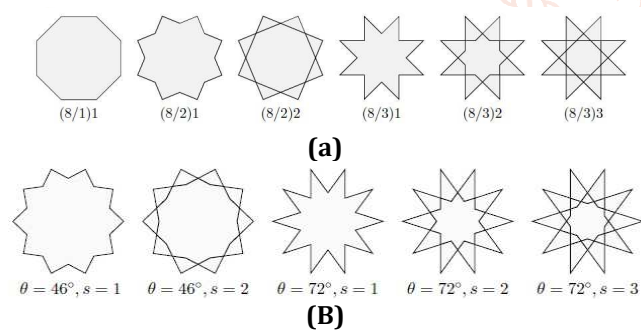 (8/1)1 (8/2)1 (8/2)2 (8/3)1 (8/3)2 (8/3)3
(a)
θ = 46°, s = 1 θ = 46°, s = 2 θ = 72°, s = 1 θ = 72°, s = 2 θ = 72°, s = 3
(B)